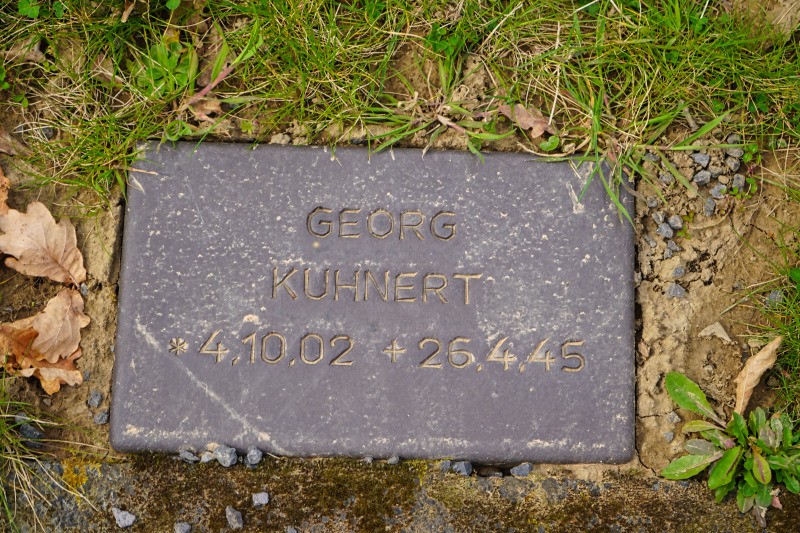 GEORG
KUHNERT
* 4.10.02 + 26.4.45